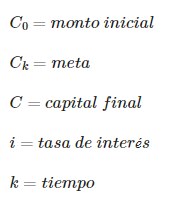 C₀ = monto inicial
Cₖ = meta
C = capital final
i = tasa de interés
k = tiempo